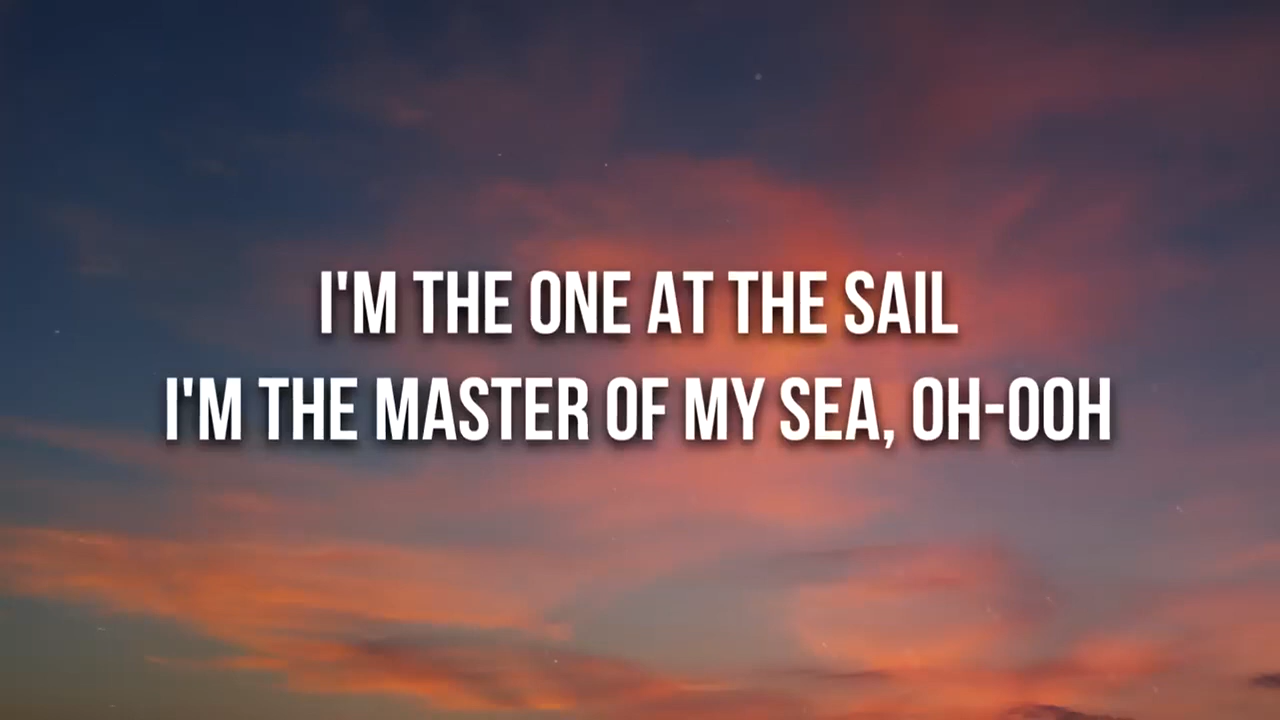 I'M THE ONE AT THE SAIL
I'M THE MASTER OF MY SEA, OH-OOH